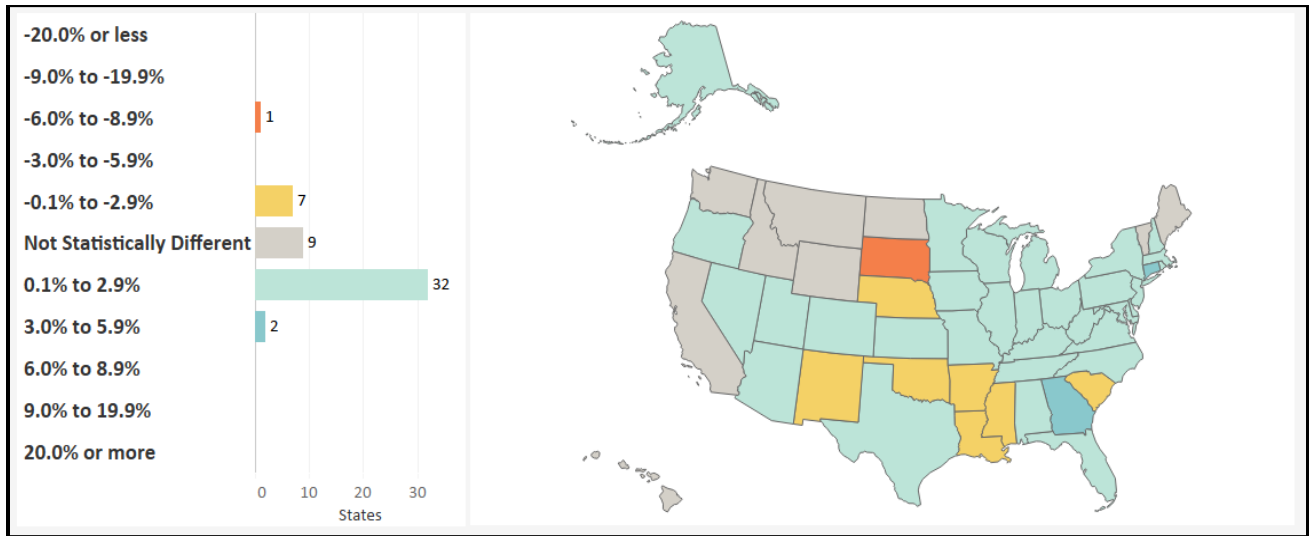 -20.0% or less
-9.0% to -19.9%
-6.0% to -8.9%
1
-3.0% to -5.9%
-0.1% to -2.9%
7
Not Statistically Different
9
0.1% to 2.9%
32
3.0% to 5.9%
2
6.0% to 8.9%
9.0% to 19.9%
20.0% or more
0 10 20 30
States